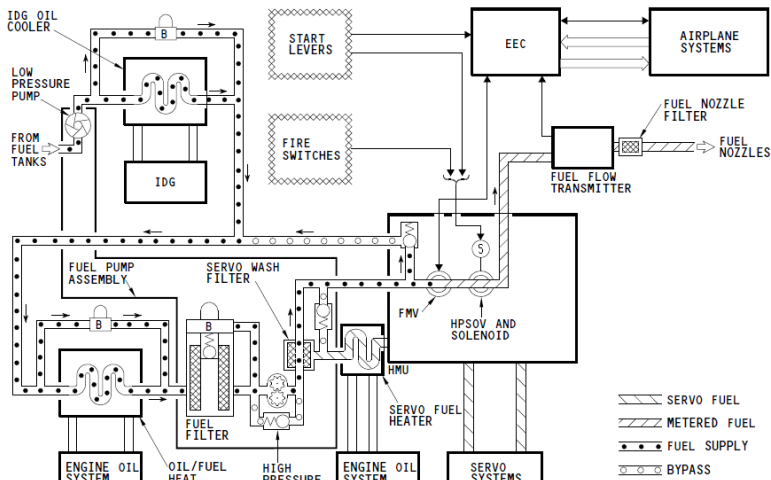 IDG OIL
COOLER
B
START
LEVERS
EEC
AIRPLANE
SYSTEMS
LOW
PRESSURE
PUMP
FROM
FUEL
TANKS
IDG
FIRE
SWITCHES
FUEL NOZZLE
FILTER
FUEL
NOZZLES
FUEL FLOW
TRANSMITTER
FUEL PUMP
ASSEMBLY
SERVO WASH
FILTER
S
FMV
HPSOV AND
SOLENOID
B
B
HMU
FUEL
FILTER
SERVO FUEL
HEATER
SERVO FUEL
METERED FUEL
FUEL SUPPLY
BYPASS
ENGINE OIL
SYSTEM
OIL/FUEL
HEAT
HIGH
PRESSURE
ENGINE OIL
SYSTEM
SERVO
SYSTEMS